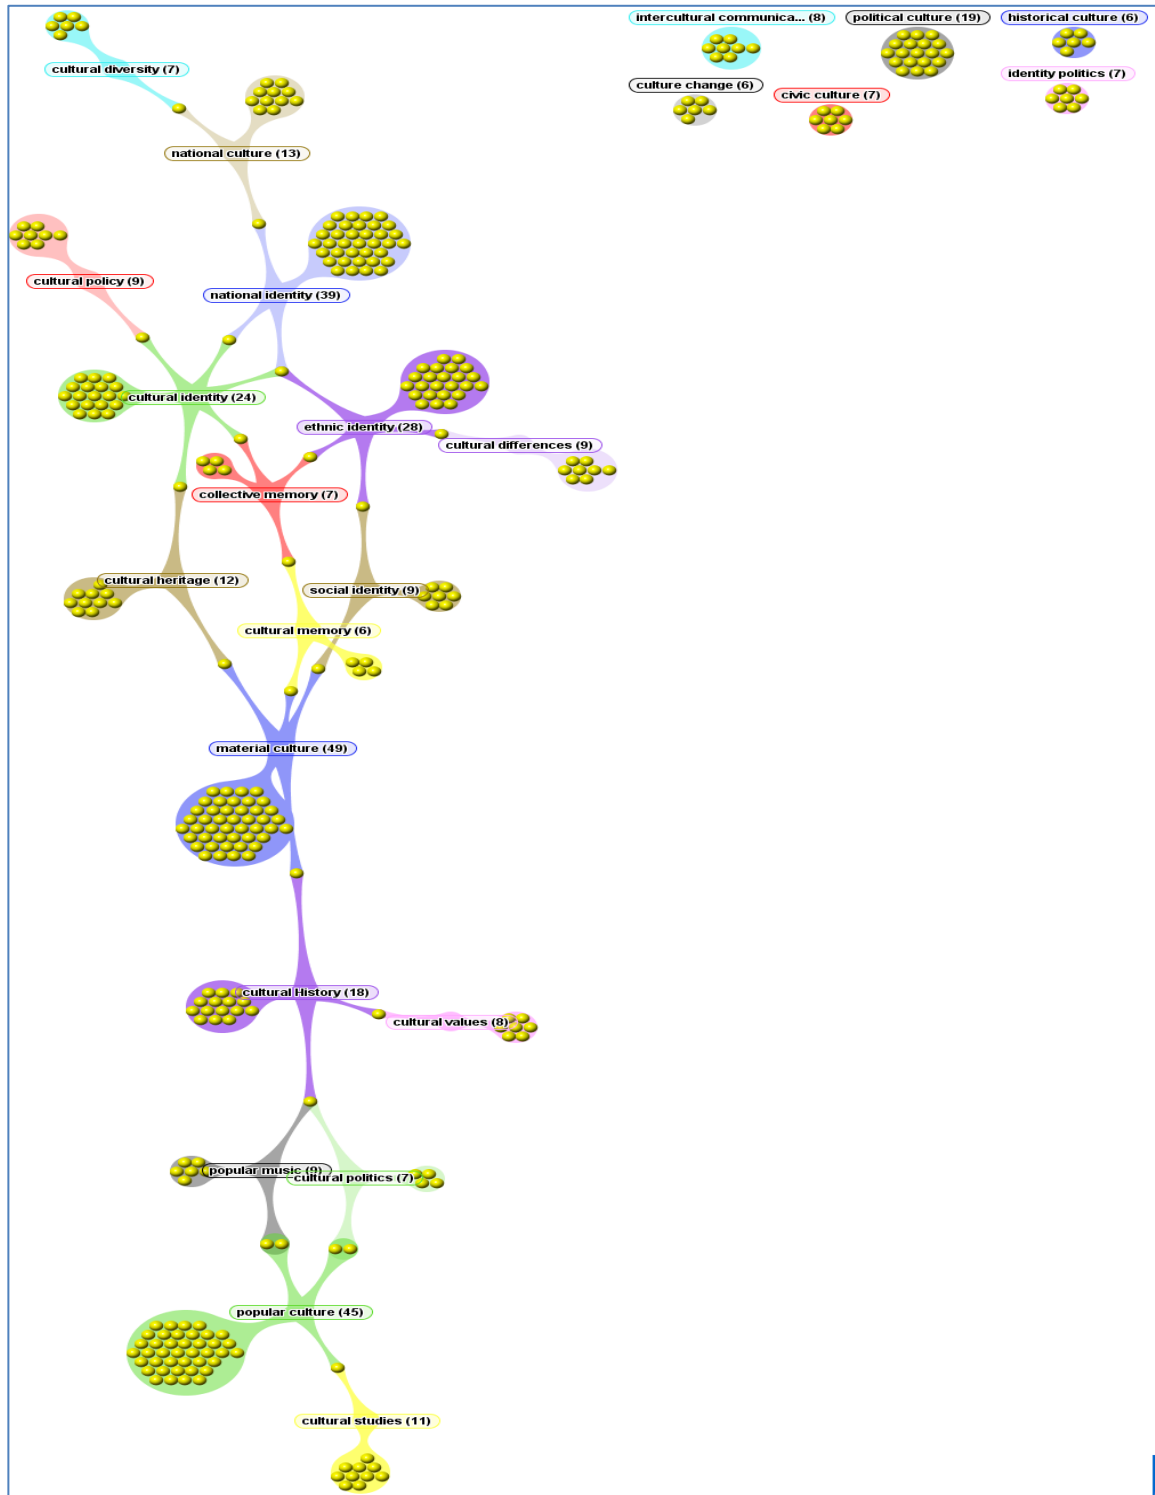 intercultural communica... (8)
political culture (19)
historical culture (6)
cultural diversity (7)
identity politics (7)
culture change (6)
civic culture (7)
national culture (13)
cultural policy (9)
national identity (39)
cultural identity (24)
ethnic identity (28)
cultural differences (9)
collective memory (7)
cultural heritage (12)
social identity (9)
cultural memory (6)
material culture (49)
cultural History (18)
cultural values (8)
popular music (9)
cultural politics (7)
popular culture (45)
cultural studies (11)